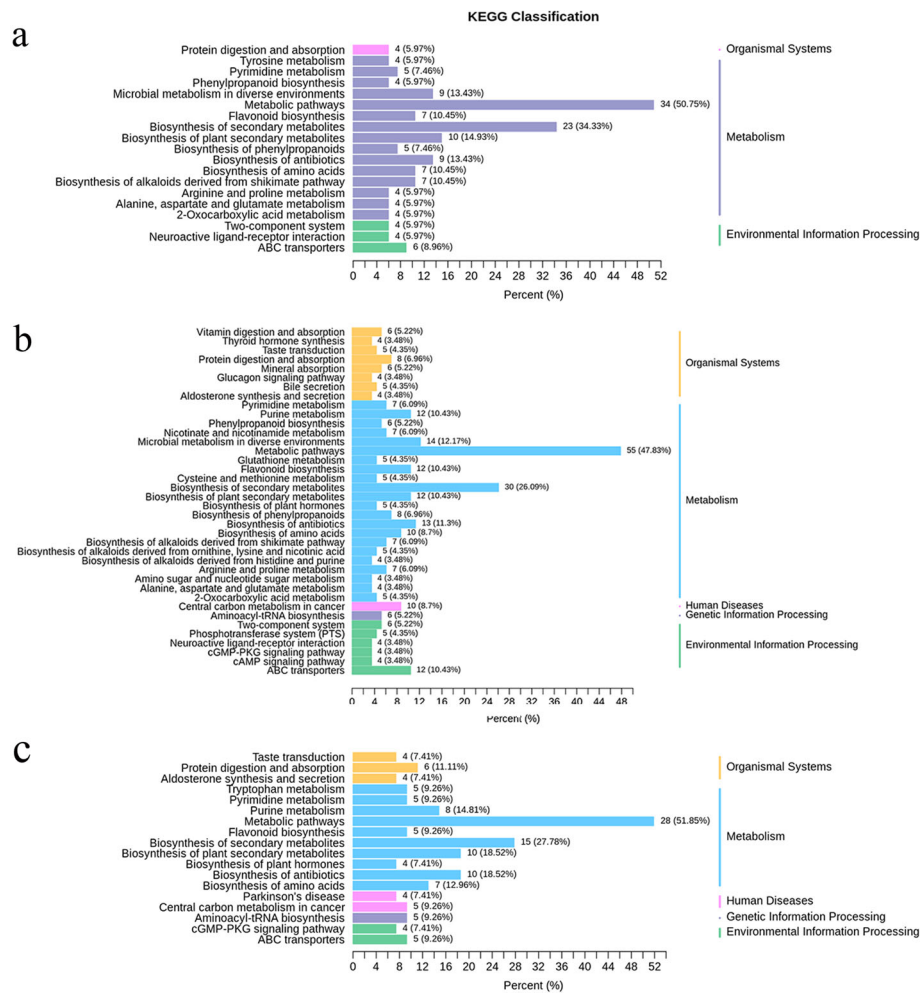 KEGG Classification
a
Protein digestion and absorption 4 (5.97%) Organismal Systems
Tyrosine metabolism 4 (5.97%)
Pyrimidine metabolism 5 (7.46%)
Phenylpropanoid biosynthesis 4 (5.97%)
Microbial metabolism in diverse environments 9 (13.43%)
Metabolic pathways 34 (50.75%)
Flavonoid biosynthesis 7 (10.45%)
Biosynthesis of secondary metabolites 23 (34.33%)
Biosynthesis of plant secondary metabolites 10 (14.93%) Metabolism
Biosynthesis of phenylpropanoids 5 (7.46%)
Biosynthesis of antibiotics 9 (13.43%)
Biosynthesis of amino acids 7 (10.45%)
Biosynthesis of alkaloids derived from shikimate pathway 7 (10.45%)
Arginine and proline metabolism 4 (5.97%)
Alanine, aspartate and glutamate metabolism 4 (5.97%)
2-Oxocarboxylic acid metabolism 4 (5.97%)
Two-component system 4 (5.97%)
Neuroactive ligand-receptor interaction 4 (5.97%) Environmental Information Processing
ABC transporters 6 (8.96%)
0 4 8 12 16 20 24 28 32 36 40 44 48 52
Percent (%)
b
Vitamin digestion and absorption 6 (5.22%)
Thyroid hormone synthesis 4 (3.48%)
Taste transduction 5 (4.35%)
Protein digestion and absorption 8 (6.96%) Organismal Systems
Mineral absorption 6 (5.22%)
Glucagon signaling pathway 4 (3.48%)
Bile secretion 5 (4.35%)
Aldosterone synthesis and secretion 4 (3.48%)
Pyrimidine metabolism 7 (6.09%)
Purine metabolism 12 (10.43%)
Phenylpropanoid biosynthesis 6 (5.22%)
Nicotinate and nicotinamide metabolism 7 (6.09%)
Microbial metabolism in diverse environments 14 (12.17%)
Metabolic pathways 55 (47.83%)
Glutathione metabolism 5 (4.35%)
Flavonoid biosynthesis 12 (10.43%)
Cysteine and methionine metabolism 5 (4.35%)
Biosynthesis of secondary metabolites 30 (26.09%)
Biosynthesis of plant secondary metabolites 12 (10.43%) Metabolism
Biosynthesis of plant hormones 5 (4.35%)
Biosynthesis of phenylpropanoids 8 (6.96%)
Biosynthesis of antibiotics 13 (11.3%)
Biosynthesis of amino acids 10 (8.7%)
Biosynthesis of alkaloids derived from shikimate pathway 7 (6.09%)
Biosynthesis of alkaloids derived from ornithine, lysine and nicotinic acid 5 (4.35%)
Biosynthesis of alkaloids derived from histidine and purine 4 (3.48%)
Arginine and proline metabolism 7 (6.09%)
Amino sugar and nucleotide sugar metabolism 4 (3.48%)
Alanine, aspartate and glutamate metabolism 4 (3.48%)
2-Oxocarboxylic acid metabolism 5 (4.35%)
Central carbon metabolism in cancer 10 (8.7%) Human Diseases
Aminoacyl-tRNA biosynthesis 6 (5.22%) Genetic Information Processing
Two-component system 6 (5.22%)
Phosphotransferase system (PTS) 5 (4.35%)
Neuroactive ligand-receptor interaction 4 (3.48%) Environmental Information Processing
cGMP-PKG signaling pathway 4 (3.48%)
cAMP signaling pathway 4 (3.48%)
ABC transporters 12 (10.43%)
0 4 8 12 16 20 24 28 32 36 40 44 48
Percent (%)
c
Taste transduction 4 (7.41%)
Protein digestion and absorption 6 (11.11%) Organismal Systems
Aldosterone synthesis and secretion 4 (7.41%)
Tryptophan metabolism 5 (9.26%)
Pyrimidine metabolism 5 (9.26%)
Purine metabolism 8 (14.81%)
Metabolic pathways 28 (51.85%)
Flavonoid biosynthesis 5 (9.26%) Metabolism
Biosynthesis of secondary metabolites 15 (27.78%)
Biosynthesis of plant secondary metabolites 10 (18.52%)
Biosynthesis of plant hormones 4 (7.41%)
Biosynthesis of antibiotics 10 (18.52%)
Biosynthesis of amino acids 7 (12.96%)
Parkinson's disease 4 (7.41%) Human Diseases
Central carbon metabolism in cancer 5 (9.26%)
Aminoacyl-tRNA biosynthesis 5 (9.26%) Genetic Information Processing
cGMP-PKG signaling pathway 4 (7.41%) Environmental Information Processing
ABC transporters 5 (9.26%)
0 4 8 12 16 20 24 28 32 36 40 44 48 52
Percent (%)